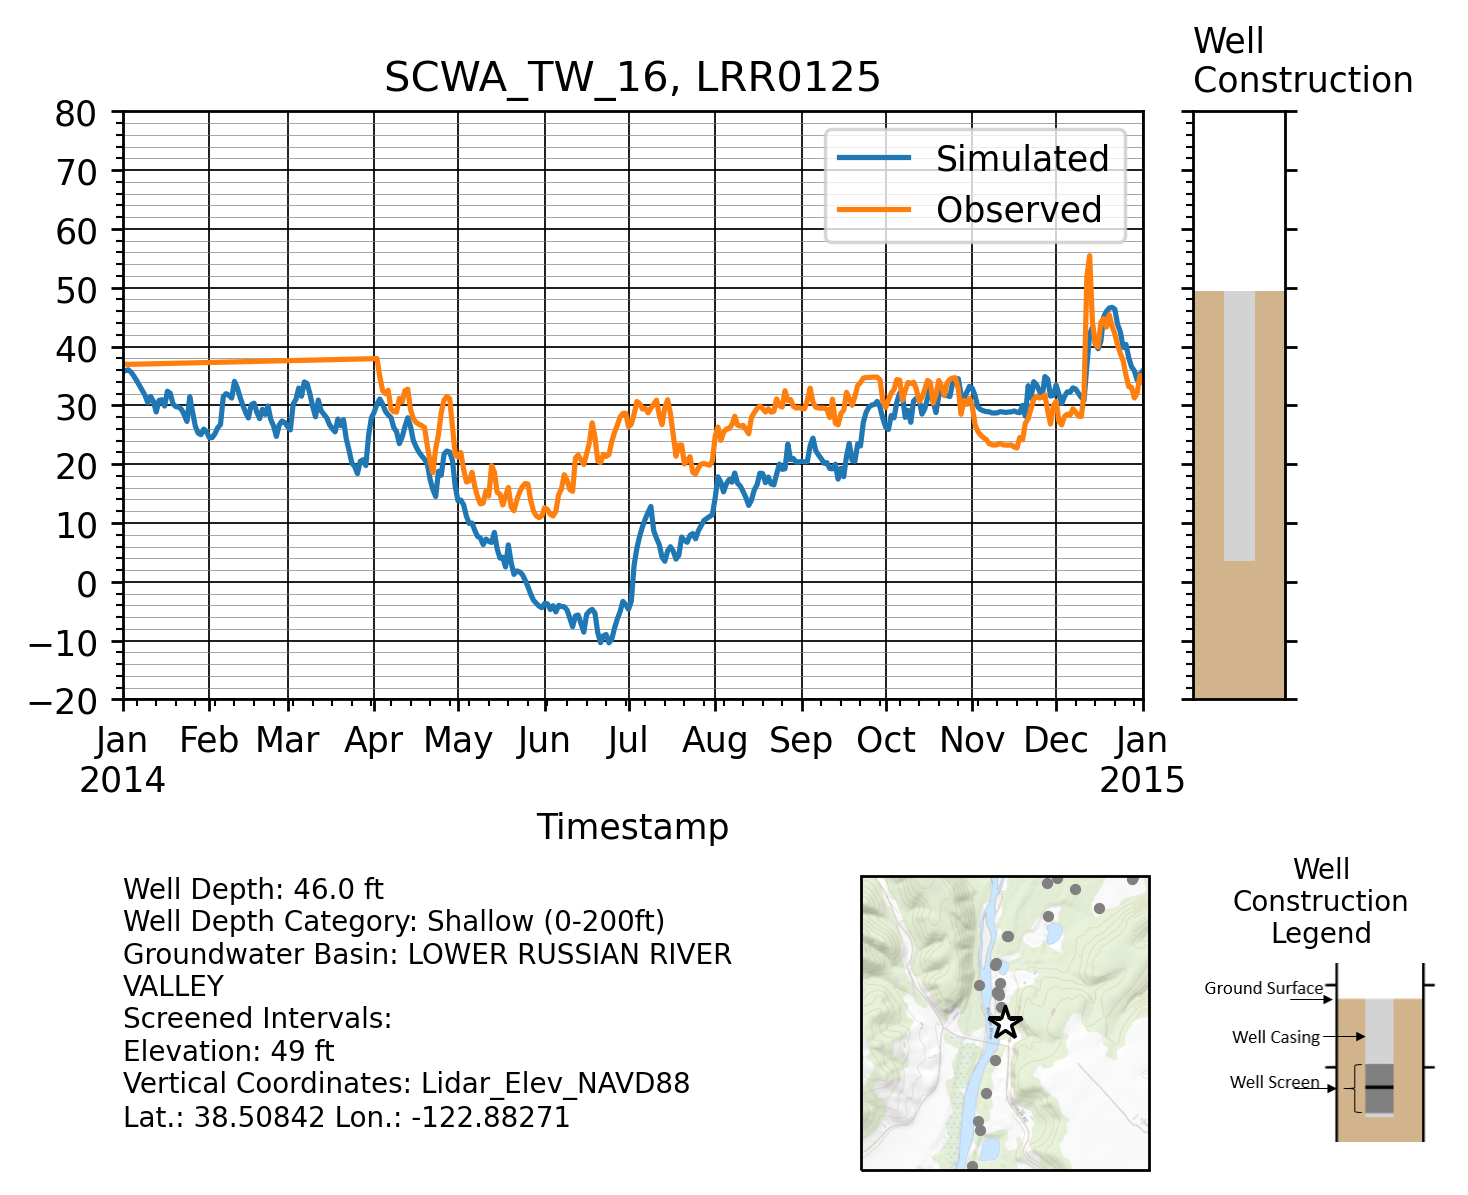 Well
Construction
SCWA_TW_16, LRR0125
80
70
60
50
40
30
20
10
0
−10
−20
Simulated
Observed
Jan Feb Mar Apr May Jun Jul Aug Sep Oct Nov Dec Jan
2014 2015
Timestamp
Well Depth: 46.0 ft
Well Depth Category: Shallow (0-200ft)
Groundwater Basin: LOWER RUSSIAN RIVER
VALLEY
Screened Intervals:
Elevation: 49 ft
Vertical Coordinates: Lidar_Elev_NAVD88
Lat.: 38.50842 Lon.: -122.88271
Well
Construction
Legend
Ground Surface
Well Casing
Well Screen